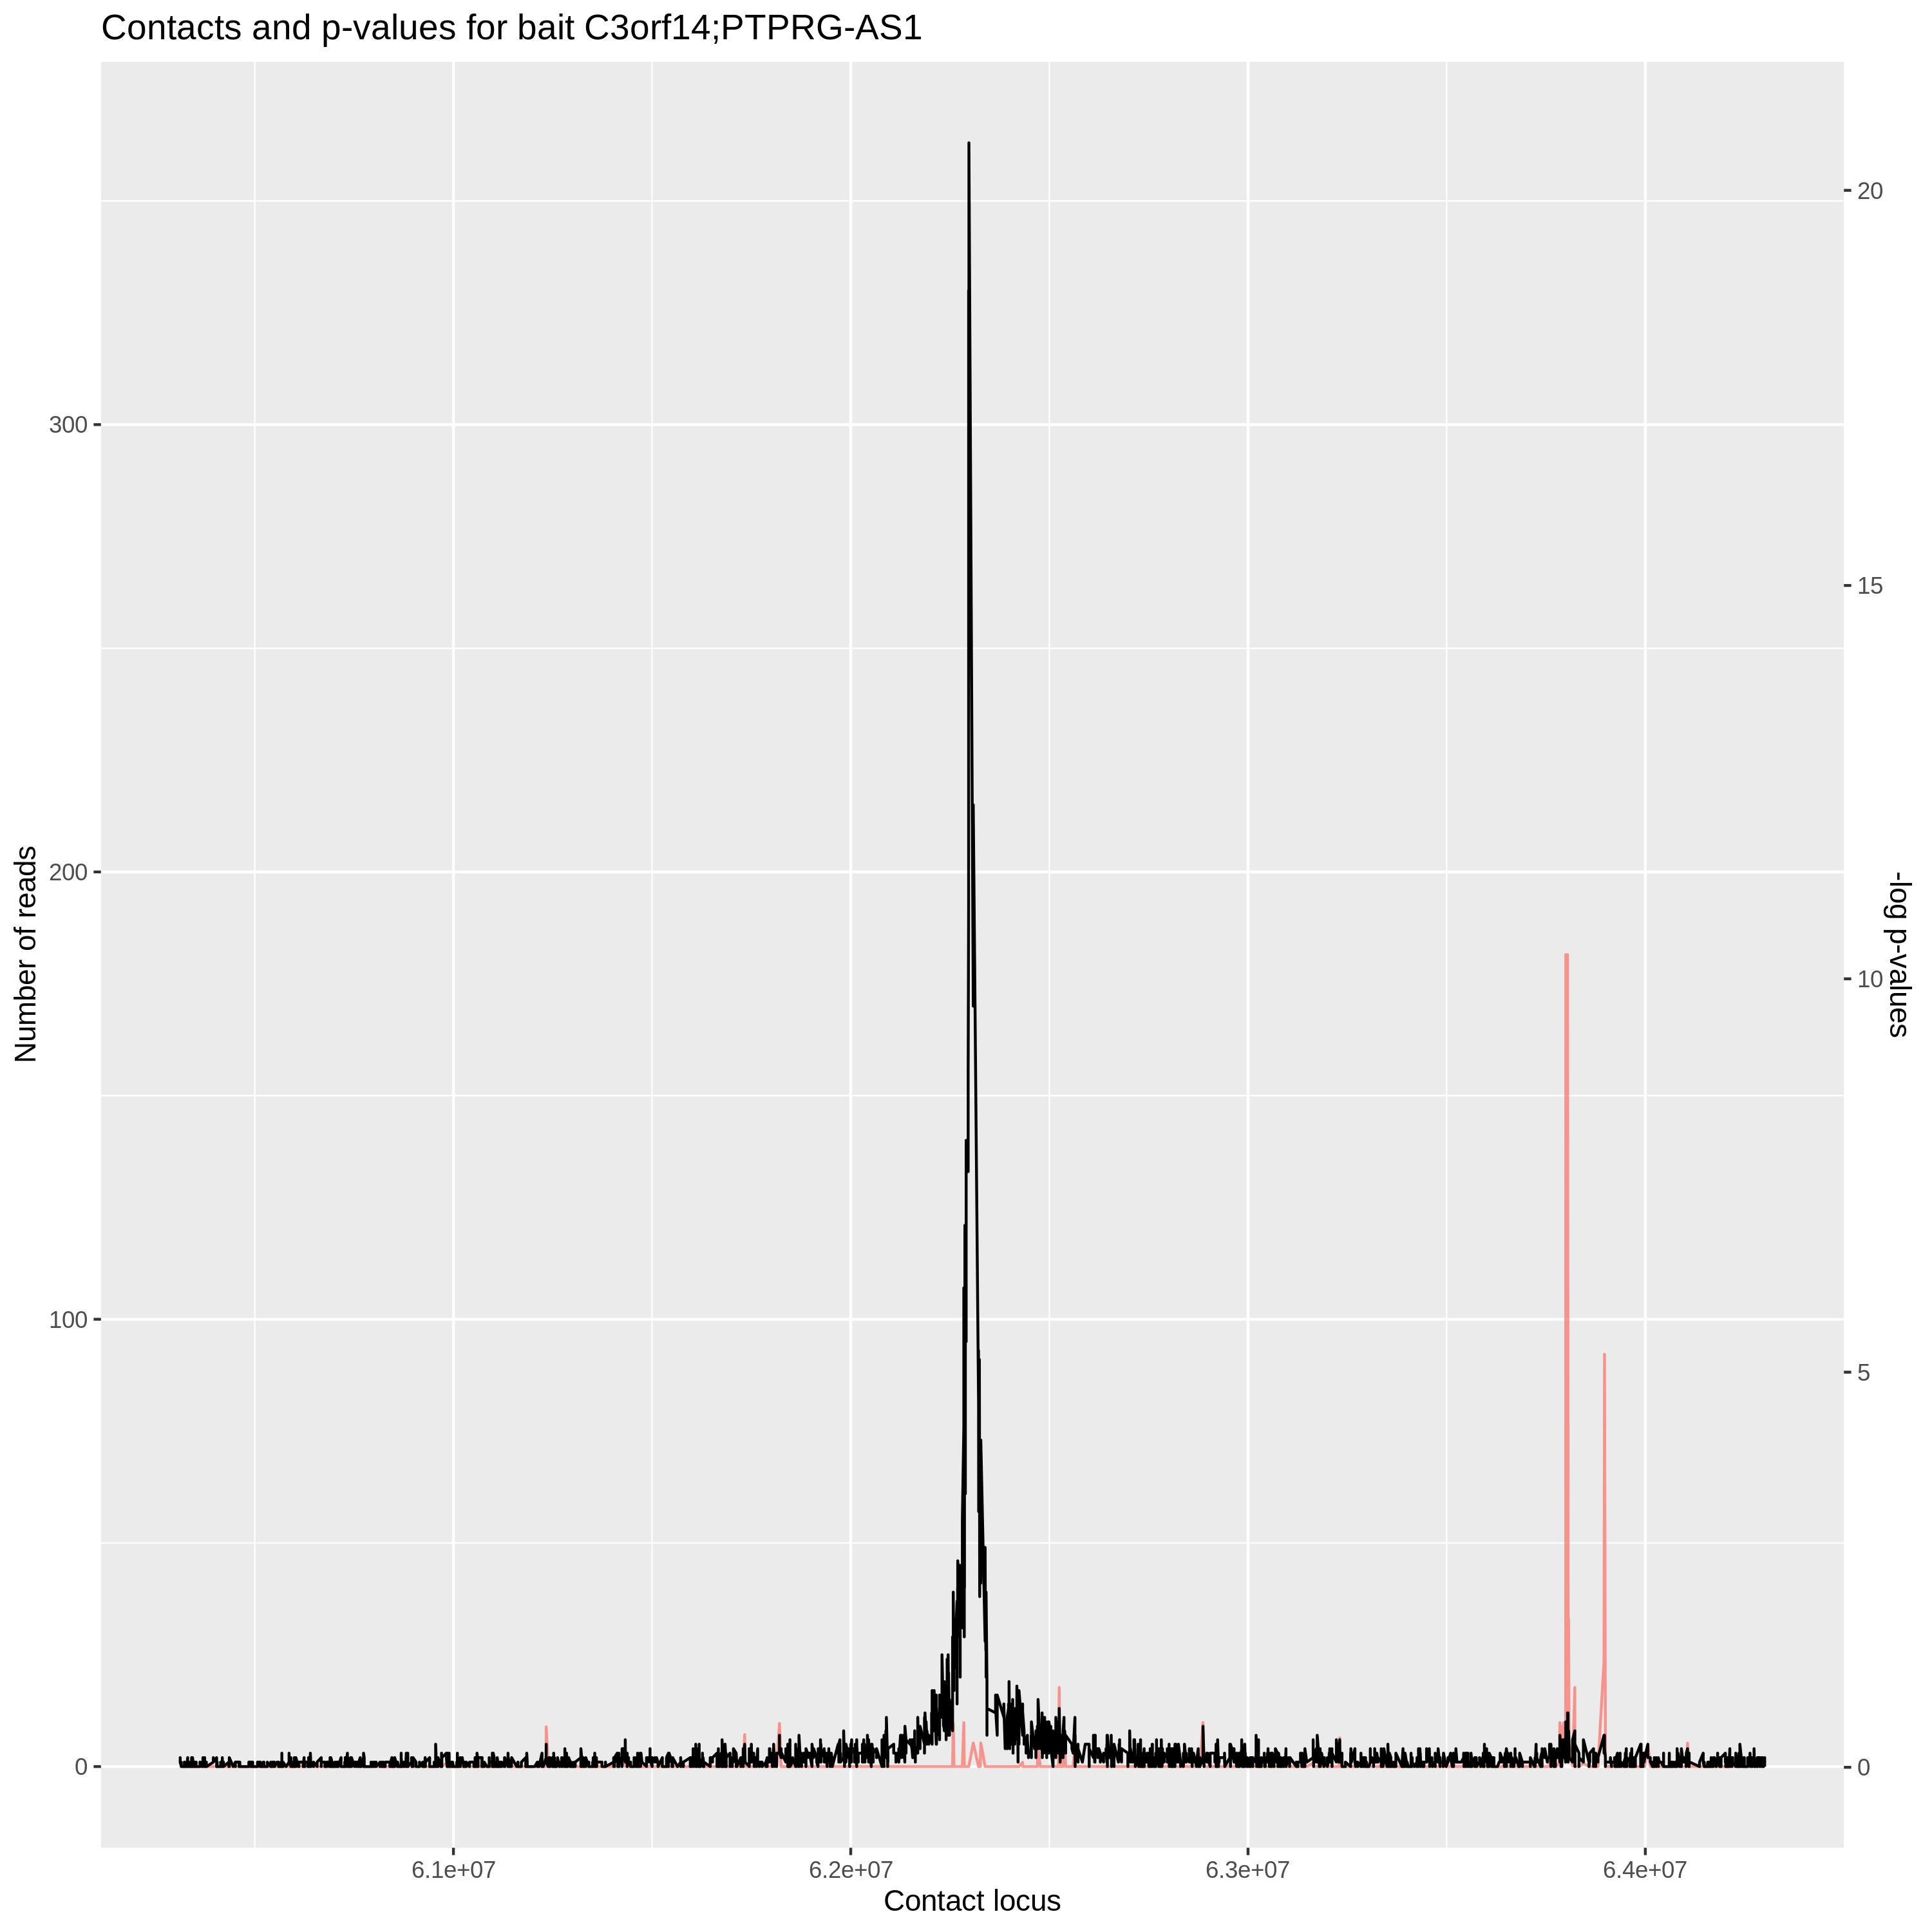 Contacts and p-values for bait C3orf14;PTPRG-AS1
Number of reads
300
200
100
0
20
15
10
5
0
-log p-values
6.1e+07
6.2e+07
6.3e+07
6.4e+07
Contact locus